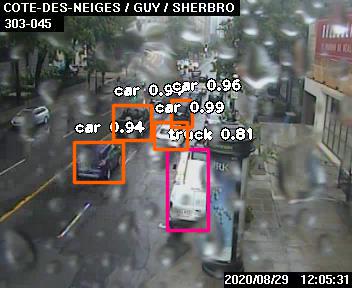 COTE-DES-NEIGES / GUY / SHERBRO
303-045
car 0.96
car 0.99
car 0.94
truck 0.81
2020/08/29 12:05:31